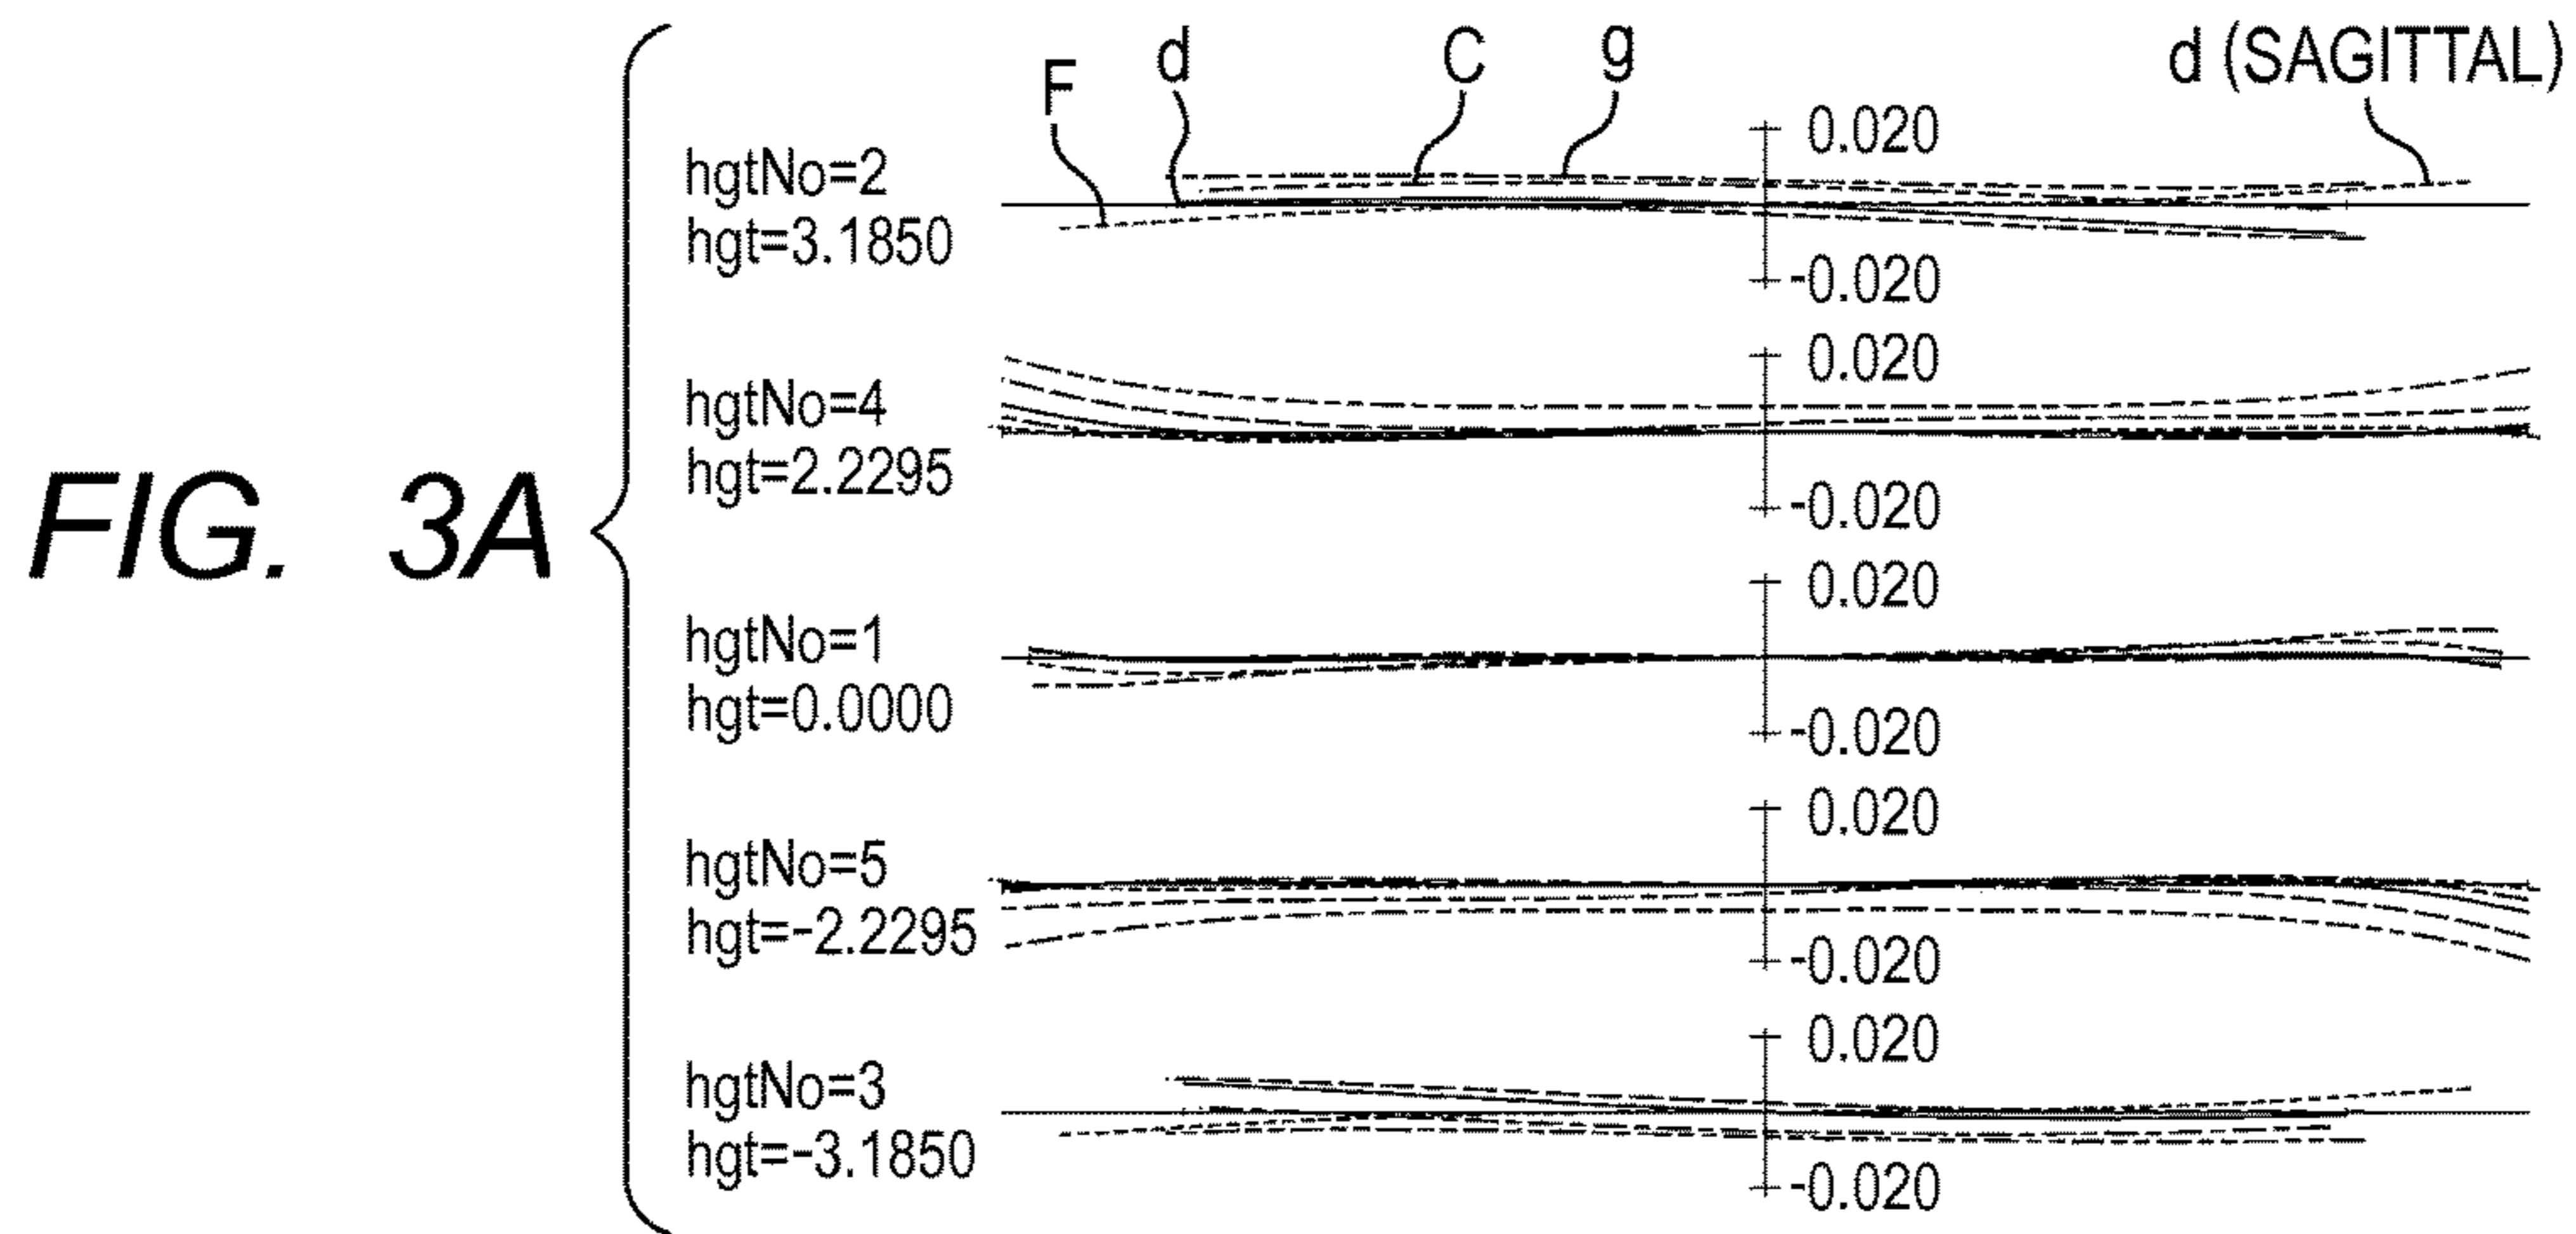 FIG. 3A
F d C g d (SAGITTAL)
hgtNo=2
hgt=3.1850
0.020
-0.020
hgtNo=4
hgt=2.2295
0.020
-0.020
hgtNo=1
hgt=0.0000
0.020
-0.020
hgtNo=5
hgt=-2.2295
0.020
-0.020
hgtNo=3
hgt=-3.1850
0.020
-0.020